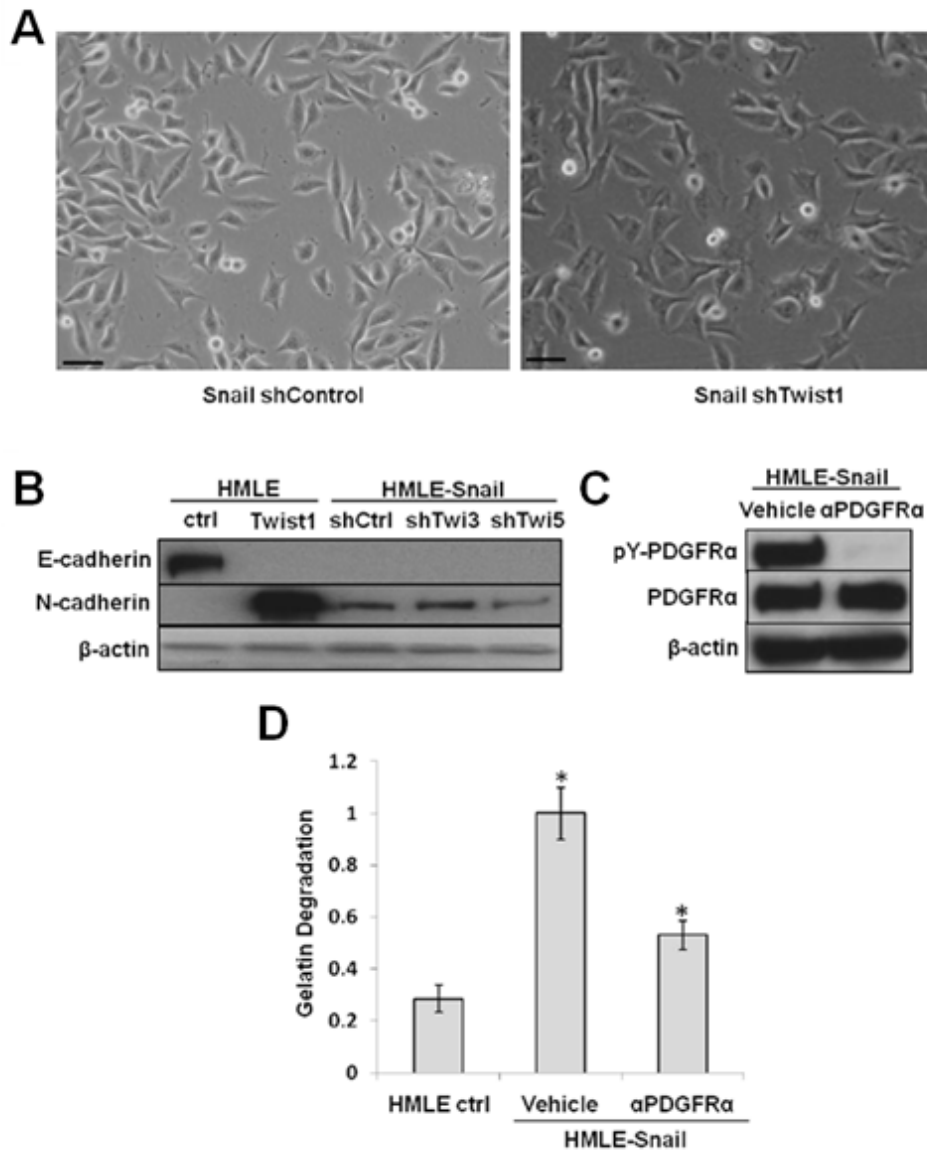 A
Snail shControl Snail shTwist1
B
HMLE HMLE-Snail
ctrl Twist1 shCtrl shTwi3 shTwi5
E-cadherin
N-cadherin
β-actin
C
HMLE-Snail
Vehicle αPDGFRα
pY-PDGFRα
PDGFRα
β-actin
D
Gelatin Degradation
1.2
1
0.8
0.6
0.4
0.2
0
*
*
HMLE ctrl Vehicle αPDGFRα
HMLE-Snail